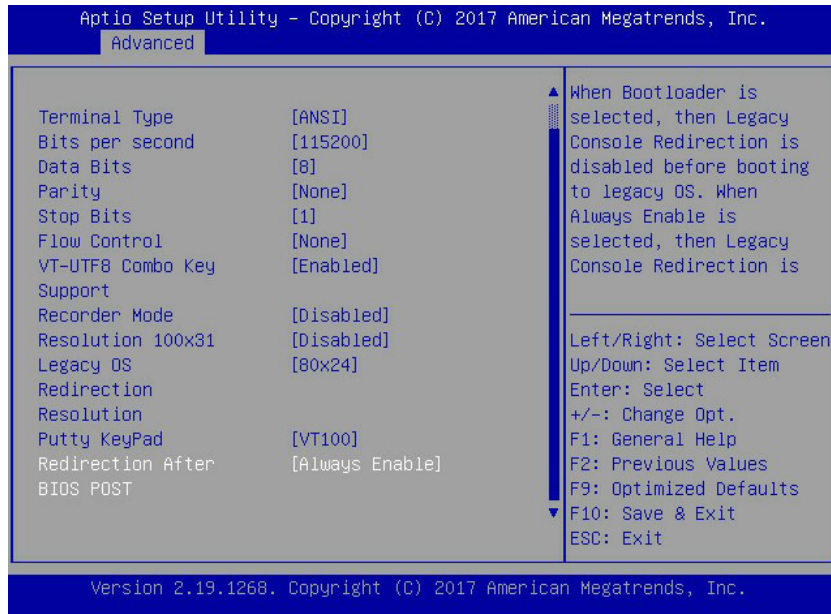 Aptio Setup Utility – Copyright (C) 2017 American Megatrends, Inc.
Advanced
Terminal Type [ANSI]
Bits per second [115200]
Data Bits [8]
Parity [None]
Stop Bits [1]
Flow Control [None]
VT-UTF8 Combo Key [Enabled]
Support
Recorder Mode [Disabled]
Resolution 100x31 [Disabled]
Legacy OS [80x24]
Redirection
Resolution
Putty KeyPad [VT100]
Redirection After [Always Enable]
BIOS POST
When Bootloader is
selected, then Legacy
Console Redirection is
disabled before booting
to legacy OS. When
Always Enable is
selected, then Legacy
Console Redirection is
Left/Right: Select Screen
Up/Down: Select Item
Enter: Select
+/-: Change Opt.
F1: General Help
F2: Previous Values
F9: Optimized Defaults
F10: Save & Exit
ESC: Exit
Version 2.19.1268. Copyright (C) 2017 American Megatrends, Inc.